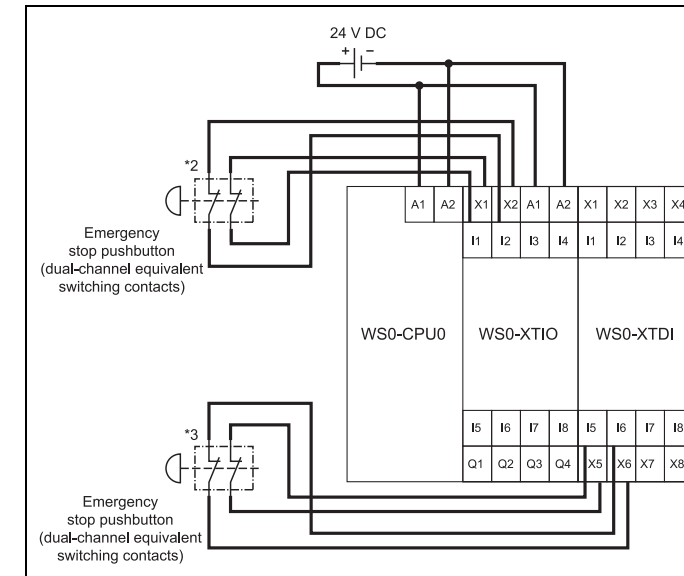 24 V DC
+ −
*2
A1 A2 X1 X2 A1 A2 X1 X2 X3 X4
I1 I2 I3 I4 I1 I2 I3 I4
Emergency
stop pushbutton
(dual-channel equivalent
switching contacts)
WS0-CPU0 WS0-XTIO WS0-XTDI
*3
I5 I6 I7 I8 I5 I6 I7 I8
Q1 Q2 Q3 Q4 X5 X6 X7 X8
Emergency
stop pushbutton
(dual-channel equivalent
switching contacts)